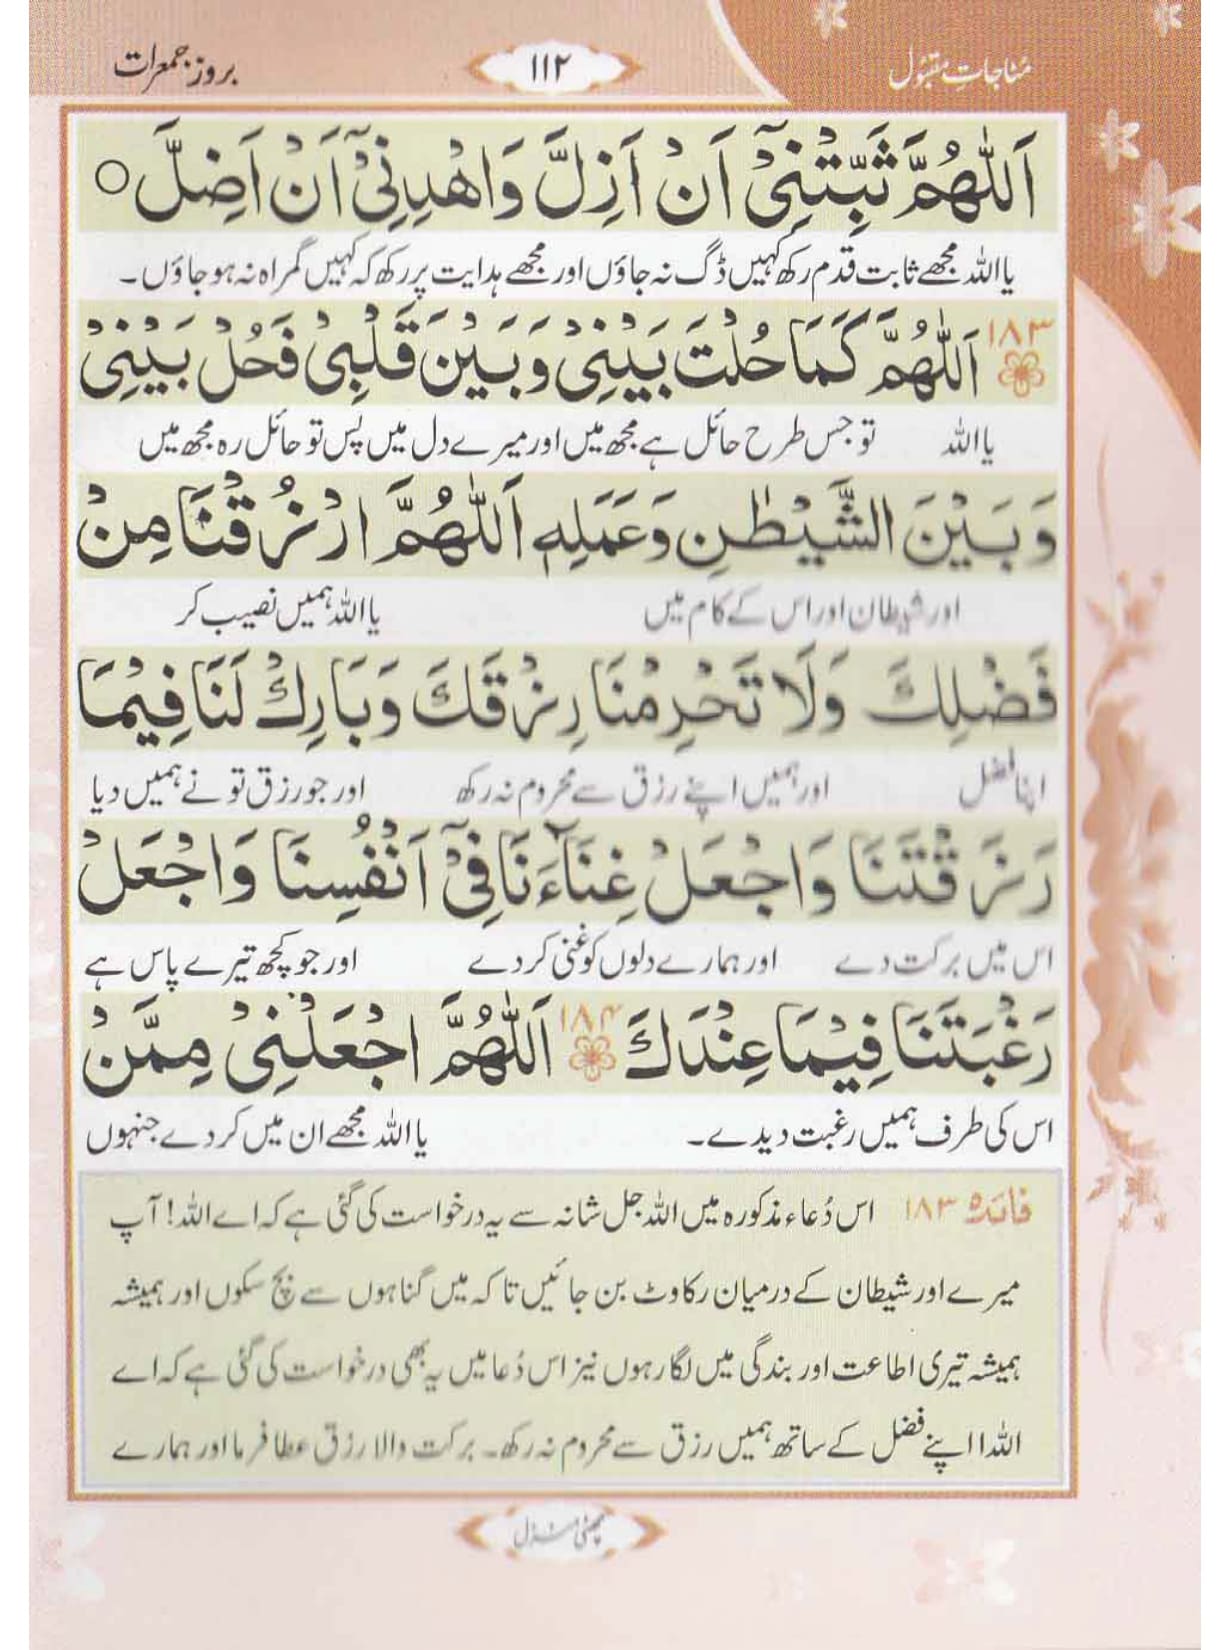 مُناجاتِ مقبُول
۱۱۲
بروز جمعرات
اَللّٰهُمَّ ثَبِّتْنِیْٓ اَنْ اَزِلَّ وَاهْدِنِیْٓ اَنْ اَضِلَّ ○
یا اللہ مجھے ثابت قدم رکھ کہیں ڈگ نہ جاؤں اور مجھے ہدایت پر رکھ کہ کہیں گمراہ نہ ہو جاؤں۔
۱۸۳ اَللّٰهُمَّ كَمَا حُلْتَ بَيْنِیْ وَبَيْنَ قَلْبِیْ فَحُلْ بَيْنِیْ
یا اللہ تو جس طرح حائل ہے مجھ میں اور میرے دل میں پس تو حائل رہ مجھ میں
وَبَيْنَ الشَّيْطٰنِ وَعَمَلِهٖ اَللّٰهُمَّ ارْزُقْنَا مِنْ
اور شیطان اور اس کے کام میں یا اللہ ہمیں نصیب کر
فَضْلِكَ وَلَا تَحْرِمْنَا رِزْقَكَ وَبَارِكْ لَنَا فِيْمَا
اپنا فضل اور ہمیں اپنے رزق سے محروم نہ رکھ اور جو رزق تو نے ہمیں دیا
رَزَقْتَنَا وَاجْعَلْ غِنَآءَنَا فِیْٓ اَنْفُسِنَا وَاجْعَلْ
اس میں برکت دے اور ہمارے دلوں کو غنی کر دے اور جو کچھ تیرے پاس ہے
رَغْبَتَنَا فِيْمَا عِنْدَكَ ۱۸۴ اَللّٰهُمَّ اجْعَلْنِیْ مِمَّنْ
اس کی طرف ہمیں رغبت دیدے۔ یا اللہ مجھے ان میں کر دے جنہوں
فائدہ ۱۸۳ اس دُعاء مذکورہ میں اللہ جل شانہ سے یہ درخواست کی گئی ہے کہ اے اللہ! آپ
میرے اور شیطان کے درمیان رکاوٹ بن جائیں تا کہ میں گناہوں سے بچ سکوں اور ہمیشہ
ہمیشہ تیری اطاعت اور بندگی میں لگا رہوں نیز اس دُعا میں یہ بھی درخواست کی گئی ہے کہ اے
اللہ! اپنے فضل کے ساتھ ہمیں رزق سے محروم نہ رکھ۔ برکت والا رزق عطا فرما اور ہمارے
چھٹی منزل